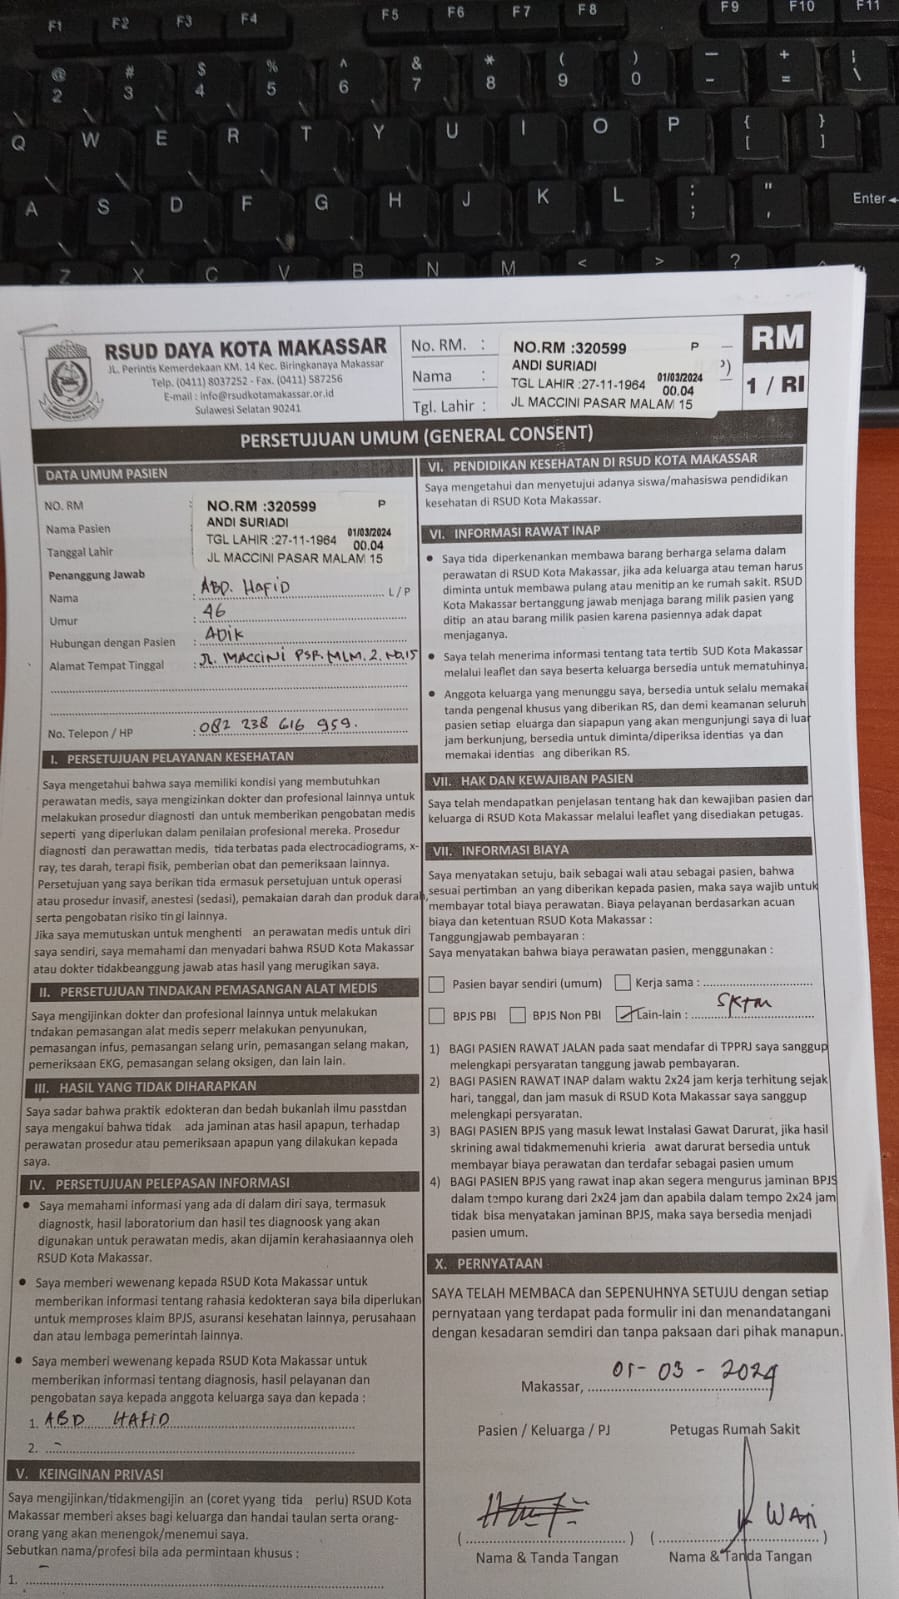 F1 F2 F3 F4 F5 F6 F7 F8 F9 F10 F11
@ # $ % ^ & * ( ) — + ¦
2 3 4 5 6 7 8 9 0 - = \
Q W E R T Y U I O P { }
[ ]
A S D F G H J K L : " Enter
; '
Z X C V B N M < > ?
RSUD DAYA KOTA MAKASSAR
JL. Perintis Kemerdekaan KM. 14 Kec. Biringkanaya Makassar
Telp. (0411) 8037252 - Fax. (0411) 587256
E-mail : info@rsudkotamakassar.or.id
Sulawesi Selatan 90241
No. RM. :
Nama :
Tgl. Lahir :
NO.RM :320599 P
ANDI SURIADI
TGL LAHIR :27-11-1964 01/03/2024
00.04
JL MACCINI PASAR MALAM 15
RM
1 / RI
PERSETUJUAN UMUM (GENERAL CONSENT)
DATA UMUM PASIEN
NO. RM :
Nama Pasien
Tanggal Lahir
NO.RM :320599 P
ANDI SURIADI
TGL LAHIR :27-11-1964 01/03/2024
00.04
JL MACCINI PASAR MALAM 15
Penanggung Jawab
Nama : ABD. HAFID L / P
Umur : 46
Hubungan dengan Pasien : ADIK
Alamat Tempat Tinggal : JL. MACCINI PSR. MLM. 2. NO.15
No. Telepon / HP : 082 238 616 959.
I. PERSETUJUAN PELAYANAN KESEHATAN
Saya mengetahui bahwa saya memiliki kondisi yang membutuhkan
perawatan medis, saya mengizinkan dokter dan profesional lainnya untuk
melakukan prosedur diagnosti dan untuk memberikan pengobatan medis
seperti yang diperlukan dalam penilaian profesional mereka. Prosedur
diagnosti dan perawattan medis, tida terbatas pada electrocadiograms, x-
ray, tes darah, terapi fisik, pemberian obat dan pemeriksaan lainnya.
Persetujuan yang saya berikan tida ermasuk persetujuan untuk operasi
atau prosedur invasif, anestesi (sedasi), pemakaian darah dan produk darah,
serta pengobatan risiko tin gi lainnya.
Jika saya memutuskan untuk menghenti an perawatan medis untuk diri
saya sendiri, saya memahami dan menyadari bahwa RSUD Kota Makassar
atau dokter tidakbeanggung jawab atas hasil yang merugikan saya.
II. PERSETUJUAN TINDAKAN PEMASANGAN ALAT MEDIS
Saya mengijinkan dokter dan profesional lainnya untuk melakukan
tndakan pemasangan alat medis seperr melakukan penyunukan,
pemasangan infus, pemasangan selang urin, pemasangan selang makan,
pemeriksaan EKG, pemasangan selang oksigen, dan lain lain.
III. HASIL YANG TIDAK DIHARAPKAN
Saya sadar bahwa praktik edokteran dan bedah bukanlah ilmu passtdan
saya mengakui bahwa tidak ada jaminan atas hasil apapun, terhadap
perawatan prosedur atau pemeriksaan apapun yang dilakukan kepada
saya.
IV. PERSETUJUAN PELEPASAN INFORMASI
• Saya memahami informasi yang ada di dalam diri saya, termasuk
diagnostk, hasil laboratorium dan hasil tes diagnoosk yang akan
digunakan untuk perawatan medis, akan dijamin kerahasiaannya oleh
RSUD Kota Makassar.
• Saya memberi wewenang kepada RSUD Kota Makassar untuk
memberikan informasi tentang rahasia kedokteran saya bila diperlukan
untuk memproses klaim BPJS, asuransi kesehatan lainnya, perusahaan
dan atau lembaga pemerintah lainnya.
• Saya memberi wewenang kepada RSUD Kota Makassar untuk
memberikan informasi tentang diagnosis, hasil pelayanan dan
pengobatan saya kepada anggota keluarga saya dan kepada :
1. ABD HAFID
2. -
V. KEINGINAN PRIVASI
Saya mengijinkan/tidakmengijin an (coret yyang tida perlu) RSUD Kota
Makassar memberi akses bagi keluarga dan handai taulan serta orang-
orang yang akan menengok/menemui saya.
Sebutkan nama/profesi bila ada permintaan khusus :
1. -
VI. PENDIDIKAN KESEHATAN DI RSUD KOTA MAKASSAR
Saya mengetahui dan menyetujui adanya siswa/mahasiswa pendidikan
kesehatan di RSUD Kota Makassar.
VI. INFORMASI RAWAT INAP
• Saya tida diperkenankan membawa barang berharga selama dalam
perawatan di RSUD Kota Makassar, jika ada keluarga atau teman harus
diminta untuk membawa pulang atau menitip an ke rumah sakit. RSUD
Kota Makassar bertanggung jawab menjaga barang milik pasien yang
ditip an atau barang milik pasien karena pasiennya adak dapat
menjaganya.
• Saya telah menerima informasi tentang tata tertib SUD Kota Makassar
melalui leaflet dan saya beserta keluarga bersedia untuk mematuhinya.
• Anggota keluarga yang menunggu saya, bersedia untuk selalu memakai
tanda pengenal khusus yang diberikan RS, dan demi keamanan seluruh
pasien setiap eluarga dan siapapun yang akan mengunjungi saya di luar
jam berkunjung, bersedia untuk diminta/diperiksa identias ya dan
memakai identias ang diberikan RS.
VII. HAK DAN KEWAJIBAN PASIEN
Saya telah mendapatkan penjelasan tentang hak dan kewajiban pasien dan
keluarga di RSUD Kota Makassar melalui leaflet yang disediakan petugas.
VII. INFORMASI BIAYA
Saya menyatakan setuju, baik sebagai wali atau sebagai pasien, bahwa
sesuai pertimban an yang diberikan kepada pasien, maka saya wajib untuk
membayar total biaya perawatan. Biaya pelayanan berdasarkan acuan
biaya dan ketentuan RSUD Kota Makassar :
Tanggungjawab pembayaran :
Saya menyatakan bahwa biaya perawatan pasien, menggunakan :
Pasien bayar sendiri (umum) Kerja sama :
BPJS PBI BPJS Non PBI Lain-lain : SKTM
1) BAGI PASIEN RAWAT JALAN pada saat mendafar di TPPRJ saya sanggup
melengkapi persyaratan tanggung jawab pembayaran.
2) BAGI PASIEN RAWAT INAP dalam waktu 2x24 jam kerja terhitung sejak
hari, tanggal, dan jam masuk di RSUD Kota Makassar saya sanggup
melengkapi persyaratan.
3) BAGI PASIEN BPJS yang masuk lewat Instalasi Gawat Darurat, jika hasil
skrining awal tidakmemenuhi krieria awat darurat bersedia untuk
membayar biaya perawatan dan terdafar sebagai pasien umum
4) BAGI PASIEN BPJS yang rawat inap akan segera mengurus jaminan BPJS
dalam tempo kurang dari 2x24 jam dan apabila dalam tempo 2x24 jam
tidak bisa menyatakan jaminan BPJS, maka saya bersedia menjadi
pasien umum.
X. PERNYATAAN
SAYA TELAH MEMBACA dan SEPENUHNYA SETUJU dengan setiap
pernyataan yang terdapat pada formulir ini dan menandatangani
dengan kesadaran semdiri dan tanpa paksaan dari pihak manapun.
Makassar, 01-03-2024
Pasien / Keluarga / PJ Petugas Rumah Sakit
WAN
Nama & Tanda Tangan Nama & Tanda Tangan